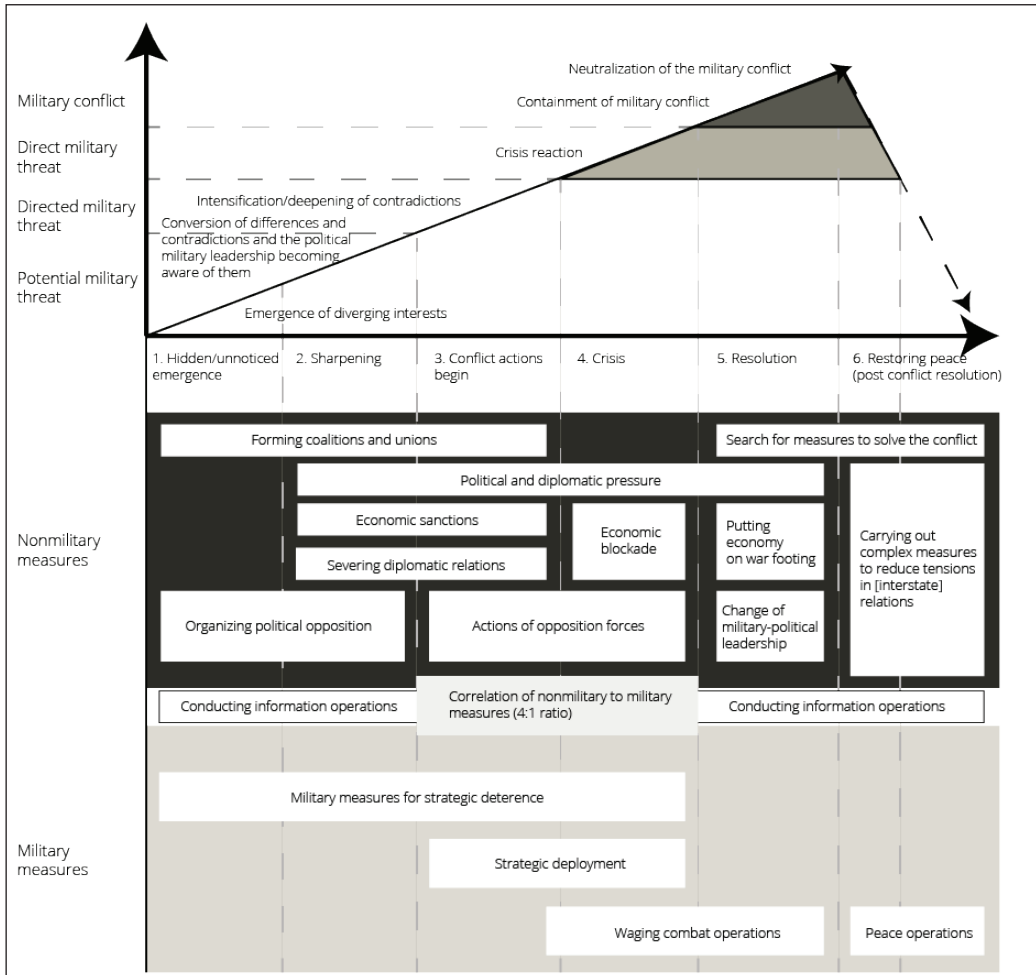 Neutralization of the military conflict
Military conflict
Containment of military conflict
Direct military
threat
Crisis reaction
Directed military
threat
Intensification/deepening of contradictions
Conversion of differences and
contradictions and the political
military leadership becoming
aware of them
Potential military
threat
Emergence of diverging interests
1. Hidden/unnoticed
emergence
2. Sharpening
3. Conflict actions
begin
4. Crisis
5. Resolution
6. Restoring peace
(post conflict resolution)
Nonmilitary
measures
Forming coalitions and unions
Search for measures to solve the conflict
Political and diplomatic pressure
Economic sanctions
Severing diplomatic relations
Economic
blockade
Putting
economy
on war footing
Carrying out
complex measures
to reduce tensions
in [interstate]
relations
Organizing political opposition
Actions of opposition forces
Change of
military-political
leadership
Conducting information operations
Correlation of nonmilitary to military
measures (4:1 ratio)
Conducting information operations
Military
measures
Military measures for strategic deterence
Strategic deployment
Waging combat operations
Peace operations